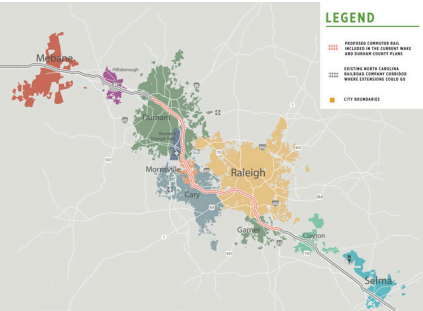 LEGEND
PROPOSED COMMUTER RAIL
INCLUDED IN THE CURRENT WAKE
AND DURHAM COUNTY PLANS
EXISTING NORTH CAROLINA
RAILROAD COMPANY CORRIDOR
WHERE EXTENSIONS COULD GO
CITY BOUNDARIES
Mebane
Hillsborough
Durham
Morrisville
Raleigh
Cary
Garner
Clayton
Selma